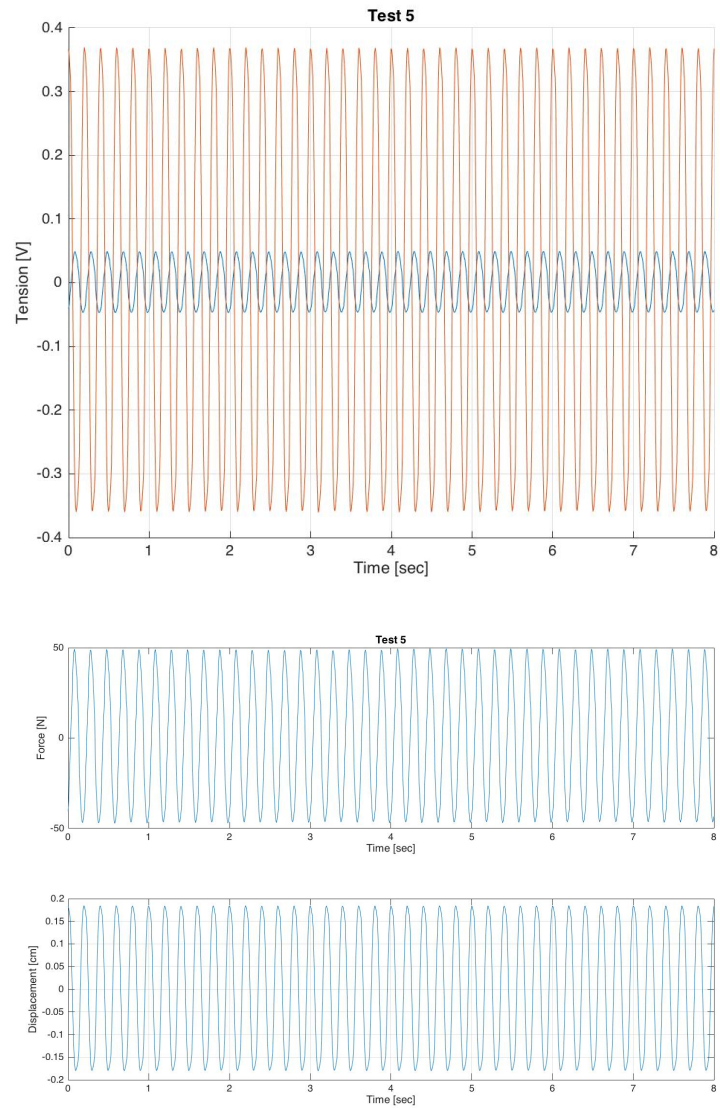 Test 5
0.4
0.3
0.2
0.1
0
-0.1
-0.2
-0.3
-0.4
Tension [V]
0 1 2 3 4 5 6 7 8
Time [sec]
Test 5
50
0
-50
Force [N]
0 1 2 3 4 5 6 7 8
Time [sec]
0.2
0.15
0.1
0.05
0
-0.05
-0.1
-0.15
-0.2
Displacement [cm]
0 1 2 3 4 5 6 7 8
Time [sec]